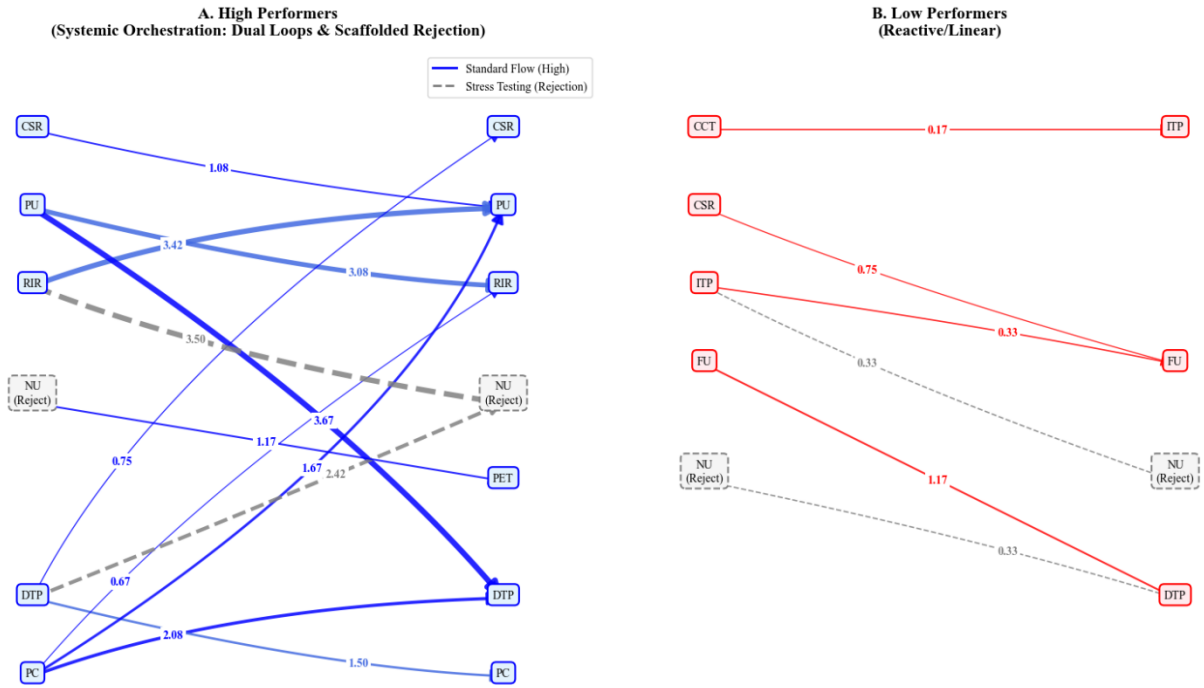 A. High Performers
(Systemic Orchestration: Dual Loops & Scaffolded Rejection)
Standard Flow (High)
Stress Testing (Rejection)
CSR
CSR
1.08
PU
PU
3.42
RIR
3.08
RIR
3.50
NU
(Reject)
NU
(Reject)
3.67
1.17
0.75
1.67
2.42
PET
0.67
DTP
DTP
2.08
1.50
PC
PC
B. Low Performers
(Reactive/Linear)
CCT
0.17
ITP
CSR
0.75
ITP
0.33
FU
0.33
FU
NU
(Reject)
1.17
NU
(Reject)
0.33
DTP